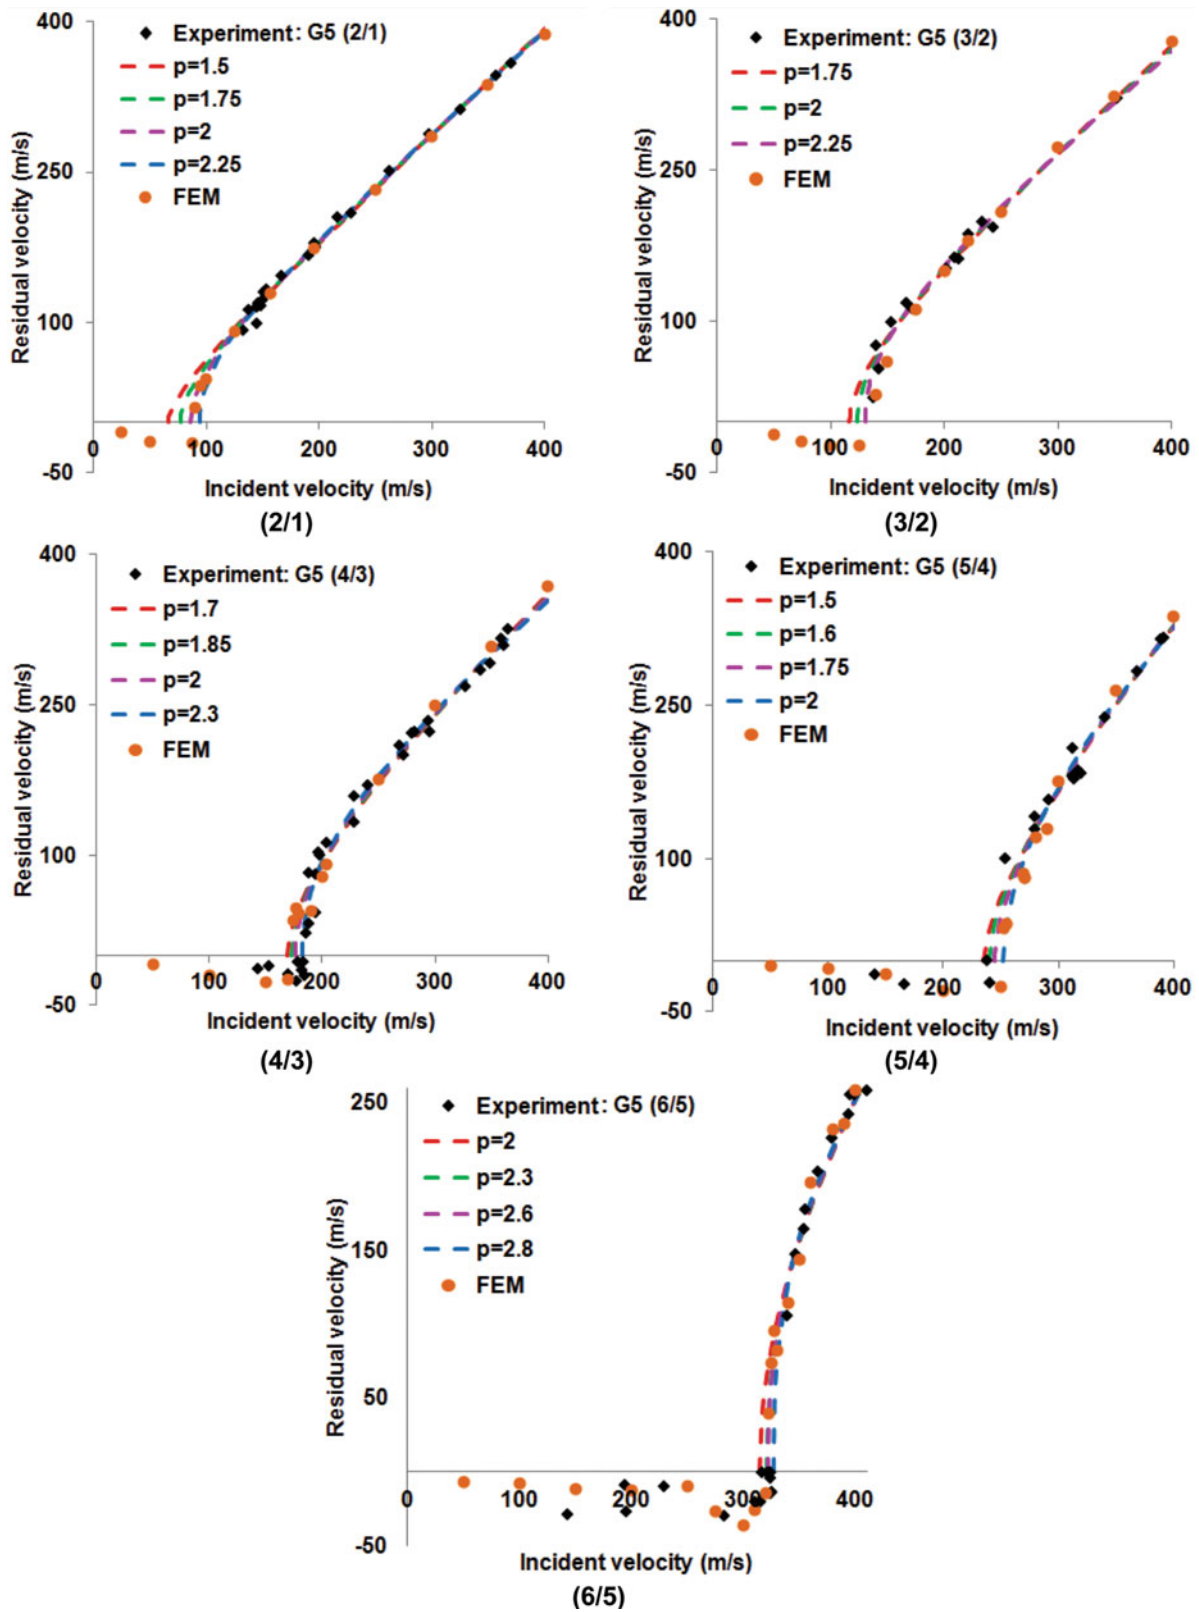 400
Experiment: G5 (2/1)
p=1.5
p=1.75
p=2
p=2.25
FEM
250
100
-50
0
100
200
300
400
Residual velocity (m/s)
Incident velocity (m/s)
(2/1)
400
Experiment: G5 (3/2)
p=1.75
p=2
p=2.25
FEM
250
100
-50
0
100
200
300
400
Residual velocity (m/s)
Incident velocity (m/s)
(3/2)
400
Experiment: G5 (4/3)
p=1.7
p=1.85
p=2
p=2.3
FEM
250
100
-50
0
100
200
300
400
Residual velocity (m/s)
Incident velocity (m/s)
(4/3)
400
Experiment: G5 (5/4)
p=1.5
p=1.6
p=1.75
p=2
FEM
250
100
-50
0
100
200
300
400
Residual velocity (m/s)
Incident velocity (m/s)
(5/4)
250
Experiment: G5 (6/5)
p=2
p=2.3
p=2.6
p=2.8
FEM
150
50
-50
0
100
200
300
400
Residual velocity (m/s)
Incident velocity (m/s)
(6/5)